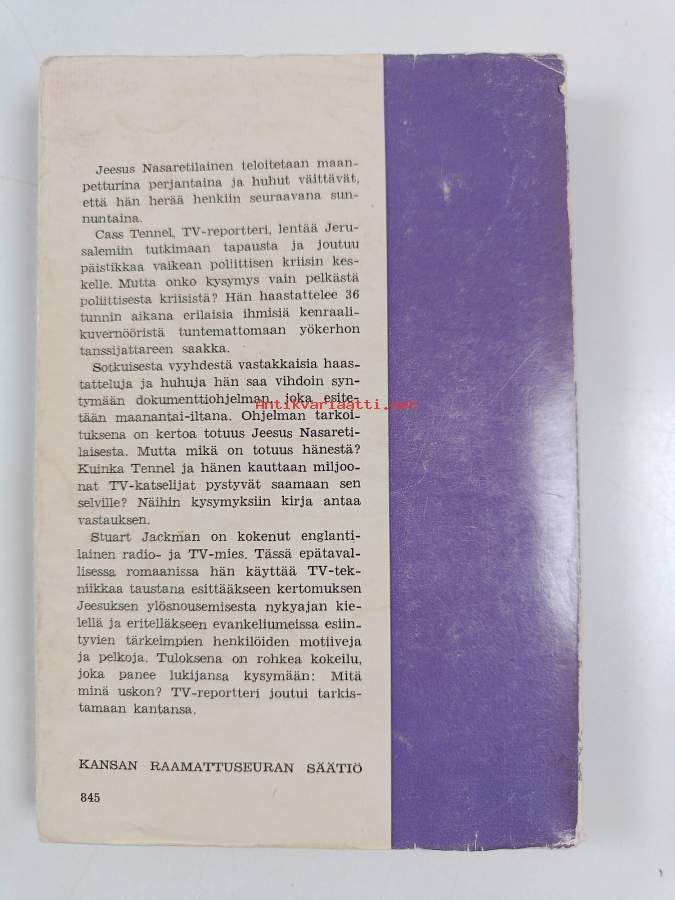 Jeesus Nasaretilainen teloitetaan maan-
petturina perjantaina ja huhut väittävät,
että hän herää henkiin seuraavana sun-
nuntaina.
Cass Tennel, TV-reportteri, lentää Jeru-
salemiin tutkimaan tapausta ja joutuu
päistikkaa vaikean poliittisen kriisin kes-
kelle. Mutta onko kysymys vain pelkästä
poliittisesta kriisistä? Hän haastattelee 36
tunnin aikana erilaisia ihmisiä kenraali-
kuvernööristä tuntemattomaan yökerhon
tanssijattareen saakka.
Sotkuisesta vyyhdestä vastakkaisia haas-
tatteluja ja huhuja hän saa vihdoin syn-
tymään dokumenttiohjelman, joka esite-
tään maanantai-iltana. Ohjelman tarkoi-
Antikvariaatti.net
tuksena on kertoa totuus Jeesus Nasareti-
laisesta. Mutta mikä on totuus hänestä?
Kuinka Tennel ja hänen kauttaan miljoo-
nat TV-katselijat pystyvät saamaan sen
selville? Näihin kysymyksiin kirja antaa
vastauksen.
Stuart Jackman on kokenut englanti-
lainen radio- ja TV-mies. Tässä epätaval-
lisessa romaanissa hän käyttää TV-tek-
niikkaa taustana esittääkseen kertomuksen
Jeesuksen ylösnousemisesta nykyajan kie-
lellä ja eritelläkseen evankeliumeissa esiin-
tyvien tärkeimpien henkilöiden motiiveja
ja pelkoja. Tuloksena on rohkea kokeilu,
joka panee lukijansa kysymään: Mitä
minä uskon? TV-reportteri joutui tarkis-
tamaan kantansa.
KANSAN RAAMATTUSEURAN SÄÄTIÖ
845